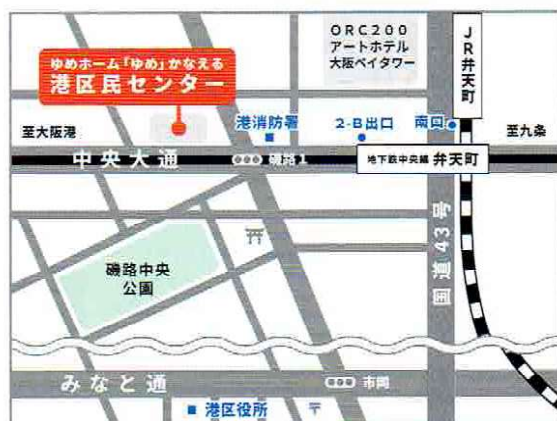 ORC200
アートホテル
大阪ベイタワー
JR弁天町
ゆめホーム「ゆめ」かなえる
港区民センター
至大阪港
港消防署
2-B出口
南口
至九条
中央大通
磯路1
地下鉄中央線 弁天町
国道43号
磯路中央
公園
みなと通
市岡
港区役所
〒